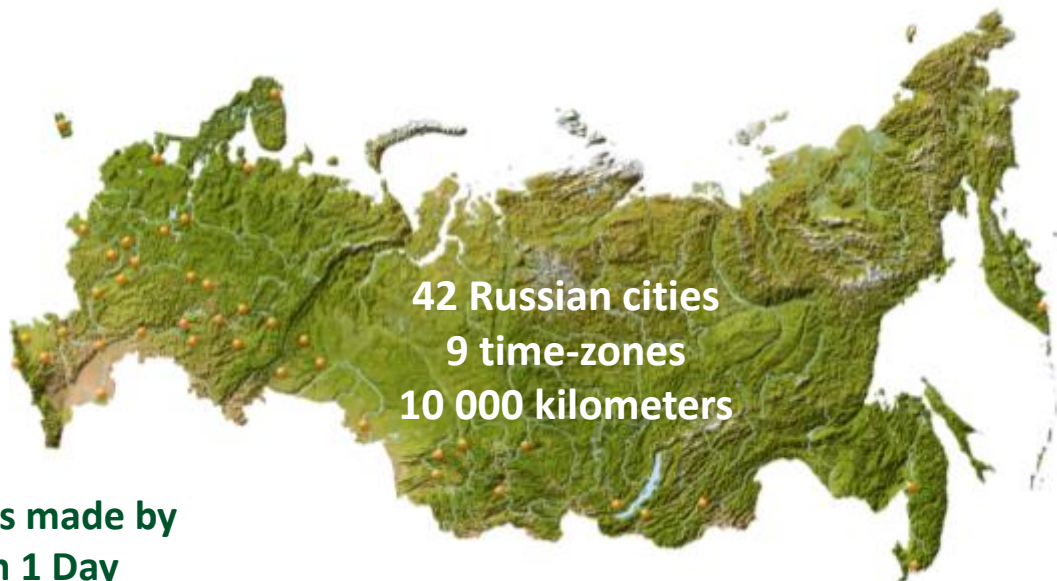 42 Russian cities
9 time-zones
10 000 kilometers
s made by
n 1 Day